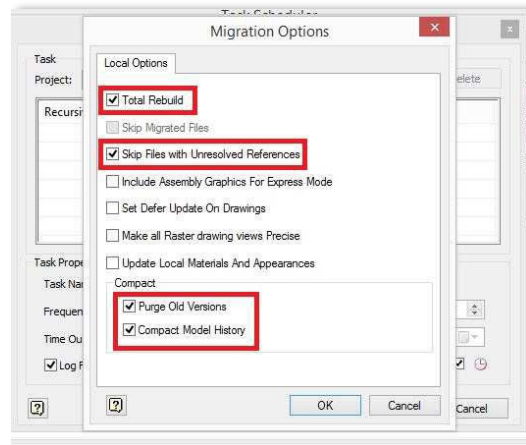 Task Scheduler
Migration Options
Task
Local Options
Project:
Total Rebuild
Recursi
Skip Migrated Files
Skip Files with Unresolved References
Include Assembly Graphics For Express Mode
Set Defer Update On Drawings
Make all Raster drawing views Precise
Task Prope
Update Local Materials And Appearances
Task Nar
Compact
Purge Old Versions
Frequen
Compact Model History
Time Ou
Log F
OK
Cancel
Cancel